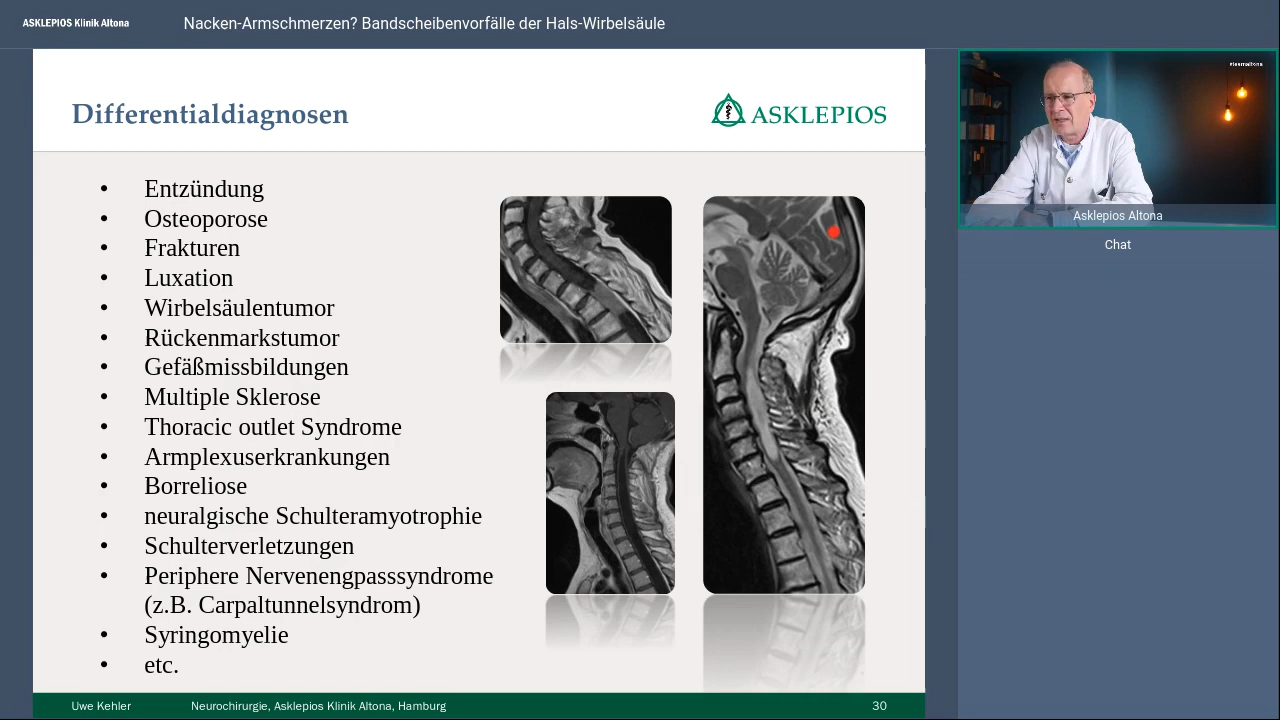 ASKLEPIOS Klinik Altona
Nacken-Armschmerzen? Bandscheibenvorfälle der Hals-Wirbelsäule
Differentialdiagnosen
ASKLEPIOS
• Entzündung
• Osteoporose
• Frakturen
• Luxation
• Wirbelsäulentumor
• Rückenmarkstumor
• Gefäßmissbildungen
• Multiple Sklerose
• Thoracic outlet Syndrome
• Armplexuserkrankungen
• Borreliose
• neuralgische Schulteramyotrophie
• Schulterverletzungen
• Periphere Nervenengpasssyndrome
(z.B. Carpaltunnelsyndrom)
• Syringomyelie
• etc.
Uwe Kehler
Neurochirurgie, Asklepios Klinik Altona, Hamburg
30
#teamaltona
Asklepios Altona
Chat